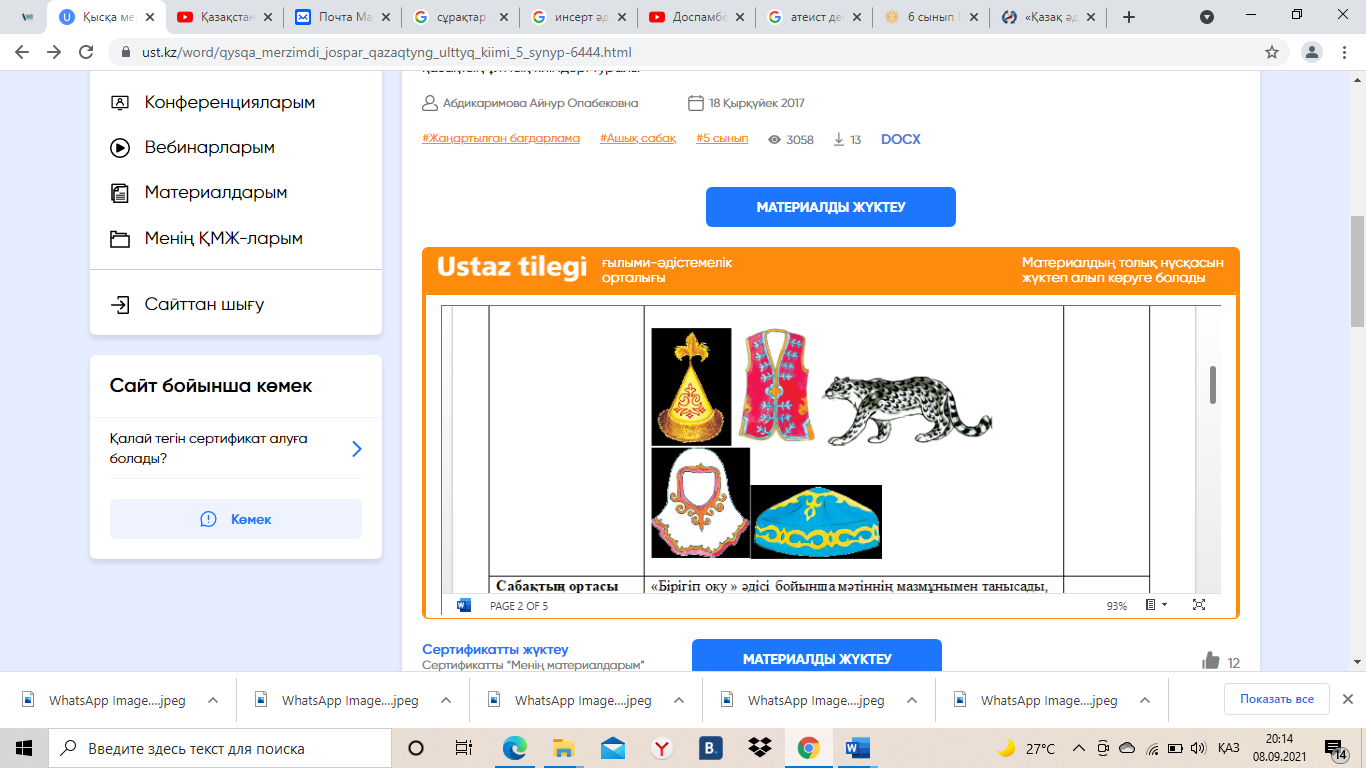 Қысқа ме
Қазақстан
Почта Ма
сұрақтар
инсерт әд
Доспамбе
атеист де
6 сынып
«Қазақ әд
ust.kz/word/qysqa_merzimdi_jospar_qazaqtyng_ulttyq_kiimi_5_synyp-6444.html
Конференцияларым
Вебинарларым
Материалдарым
Менің ҚМЖ-ларым
Сайттан шығу
Сайт бойынша көмек
Қалай тегін сертификат алуға
болады?
Көмек
Абдикаримова Айнур Опабековна
18 Қыркүйек 2017
#Жаңартылған бағдарлама #Ашық сабақ #5 сынып 3058 13 DOCX
МАТЕРИАЛДЫ ЖҮКТЕУ
Ustaz tilegi
ғылыми-әдістемелік
орталығы
Материалдың толық нұсқасын
жүктеп алып көруге болады
Сабақтың ортасы
«Бірігіп оқу » әдісі бойынша мәтіннің мазмұнымен танысады,
PAGE 2 OF 5
93%
Сертификатты жүктеу
Сертификатты "Менің материалдарым"
МАТЕРИАЛДЫ ЖҮКТЕУ
12
WhatsApp Image....jpeg
WhatsApp Image....jpeg
WhatsApp Image....jpeg
WhatsApp Image....jpeg
WhatsApp Image....jpeg
Показать все
Введите здесь текст для поиска
27°C
ҚАЗ
20:14
08.09.2021
14